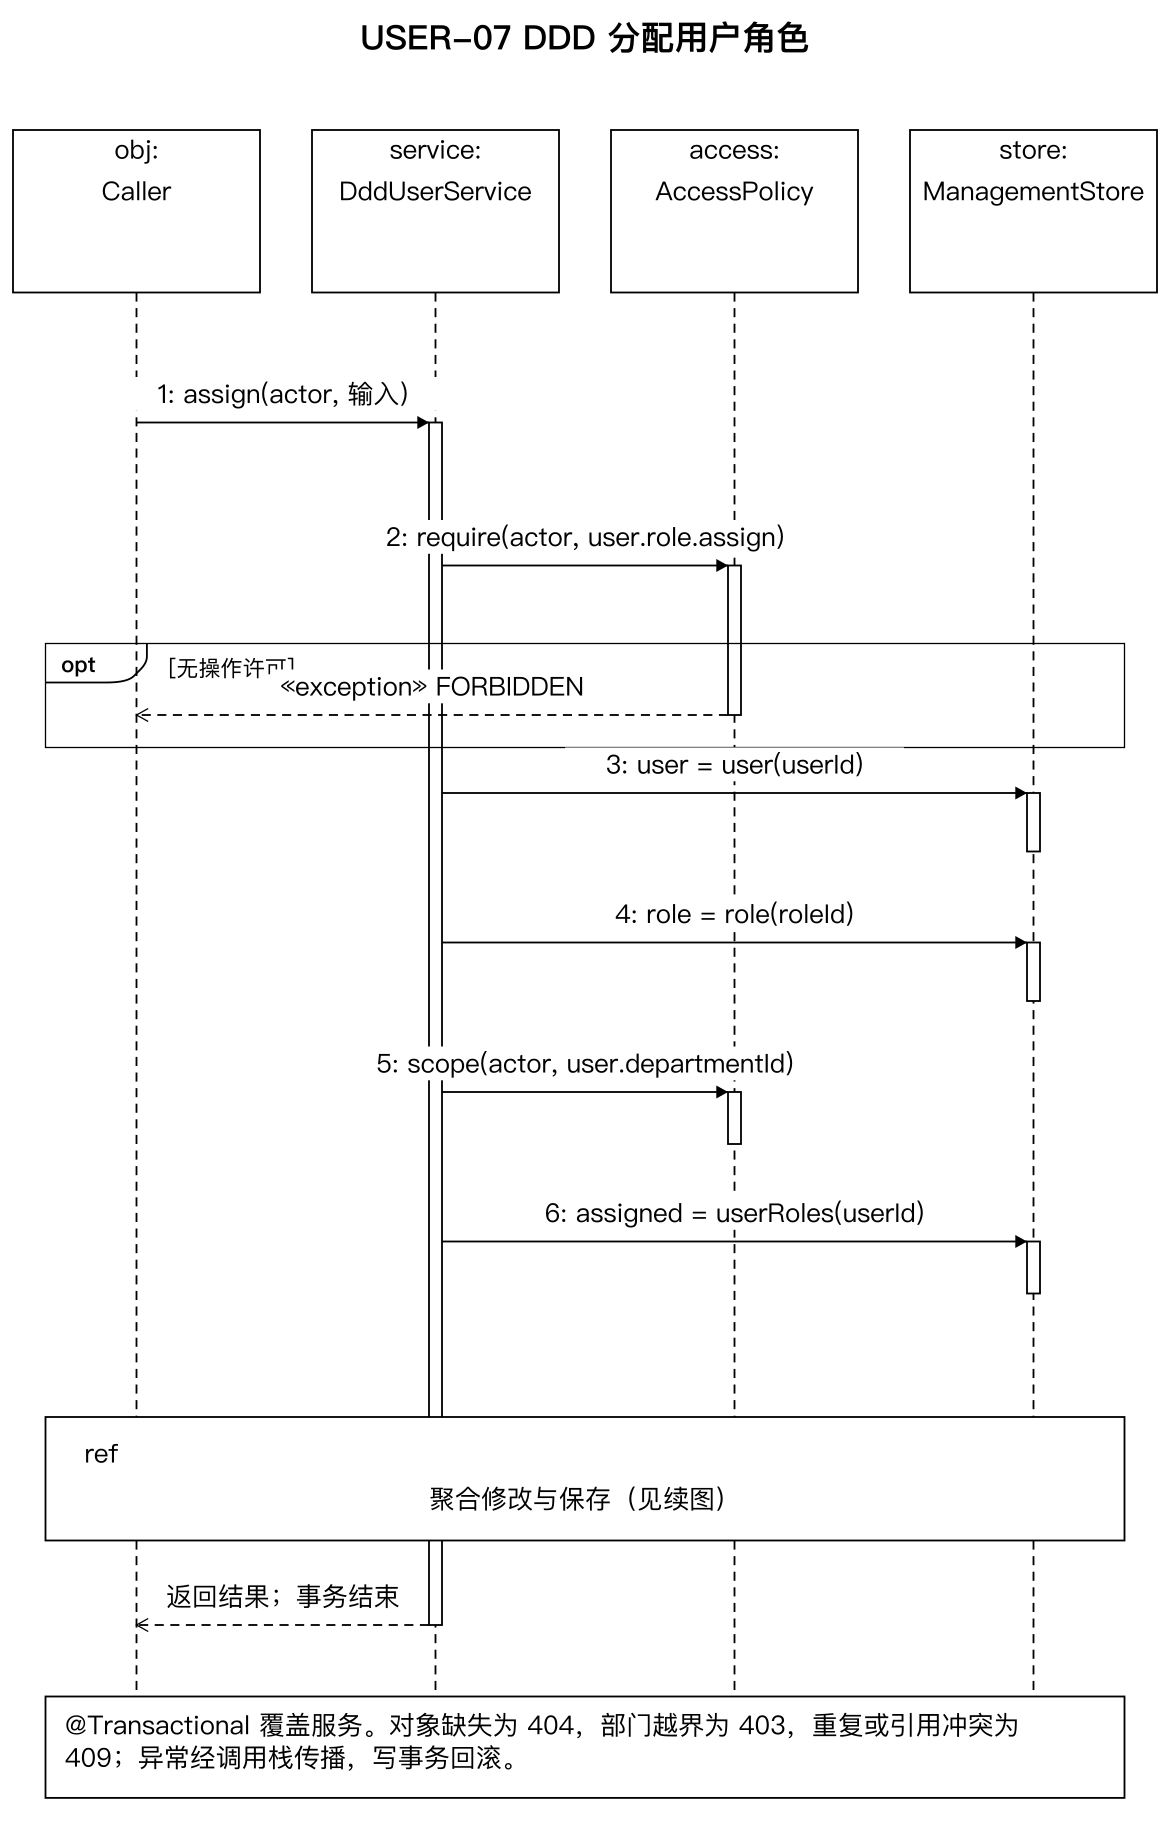 USER-07 DDD 分配用户角色
obj:
Caller
service:
DddUserService
access:
AccessPolicy
store:
ManagementStore
1: assign(actor, 输入)
2: require(actor, user.role.assign)
opt
[无操作许可]
«exception» FORBIDDEN
3: user = user(userId)
4: role = role(roleId)
5: scope(actor, user.departmentId)
6: assigned = userRoles(userId)
ref
聚合修改与保存（见续图）
返回结果；事务结束
@Transactional 覆盖服务。对象缺失为 404，部门越界为 403，重复或引用冲突为
409；异常经调用栈传播，写事务回滚。